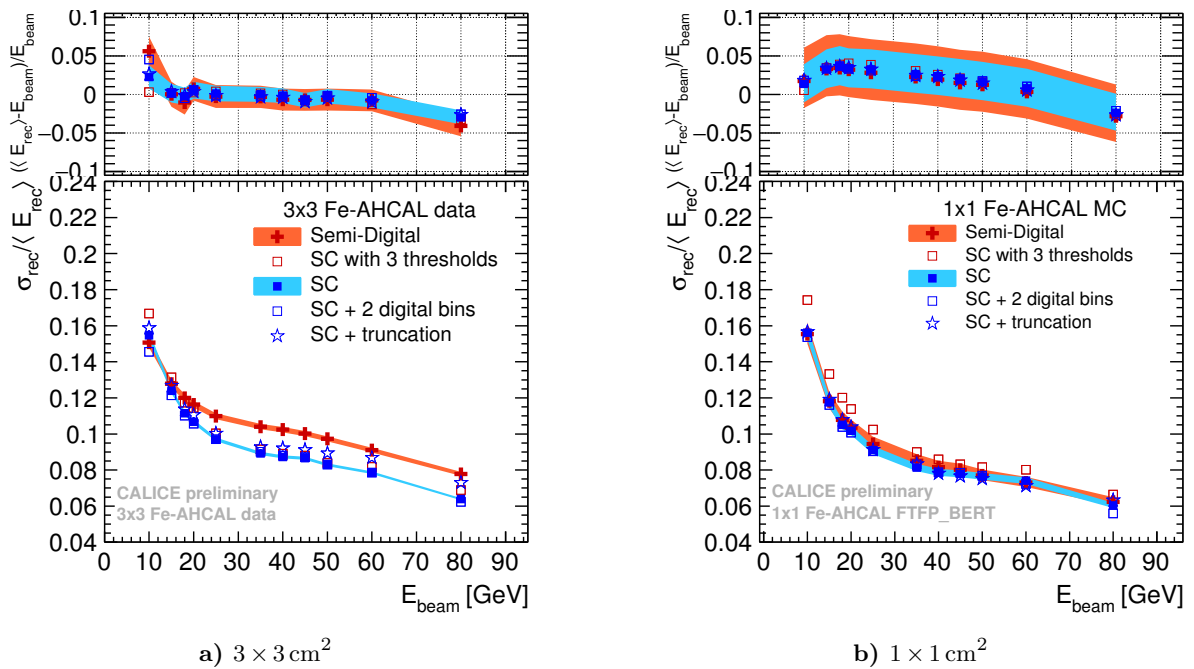 (⟨ E_rec ⟩-E_beam)/E_beam
0.1
0.05
0
−0.05
−0.1
σ_rec/⟨ E_rec ⟩
0.24
0.22
0.2
0.18
0.16
0.14
0.12
0.1
0.08
0.06
0.04
3x3 Fe-AHCAL data
Semi-Digital
SC with 3 thresholds
SC
SC + 2 digital bins
SC + truncation
CALICE preliminary
3x3 Fe-AHCAL data
0 10 20 30 40 50 60 70 80 90
E_beam [GeV]
a) 3 × 3 cm²
(⟨ E_rec ⟩-E_beam)/E_beam
0.1
0.05
0
−0.05
−0.1
σ_rec/⟨ E_rec ⟩
0.24
0.22
0.2
0.18
0.16
0.14
0.12
0.1
0.08
0.06
0.04
1x1 Fe-AHCAL MC
Semi-Digital
SC with 3 thresholds
SC
SC + 2 digital bins
SC + truncation
CALICE preliminary
1x1 Fe-AHCAL FTFP_BERT
0 10 20 30 40 50 60 70 80 90
E_beam [GeV]
b) 1 × 1 cm²